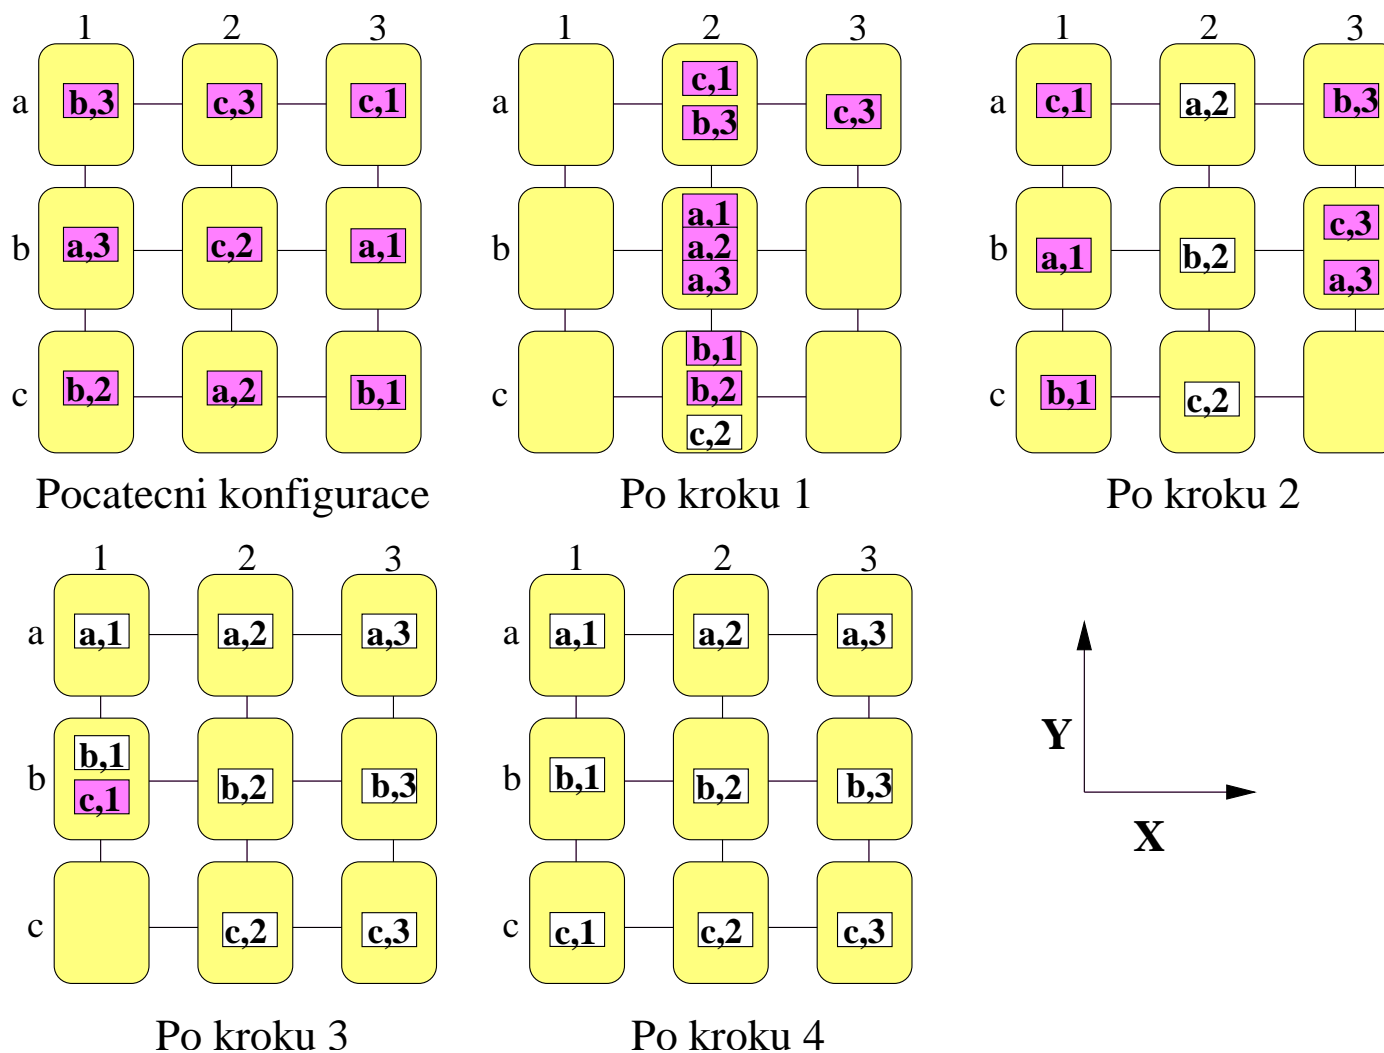 1 2 3 1 2 3 1 2 3
a b,3 c,3 c,1 a c,1 b,3 c,3 a c,1 a,2 b,3
b a,3 c,2 a,1 b a,1 a,2 a,3 b a,1 b,2 c,3 a,3
c b,2 a,2 b,1 c b,1 b,2 c,2 c b,1 c,2
Pocatecni konfigurace Po kroku 1 Po kroku 2
1 2 3 1 2 3
a a,1 a,2 a,3 a a,1 a,2 a,3
b b,1 c,1 b,2 b,3 b b,1 b,2 b,3 Y
c c,2 c,3 c c,1 c,2 c,3 X
Po kroku 3 Po kroku 4